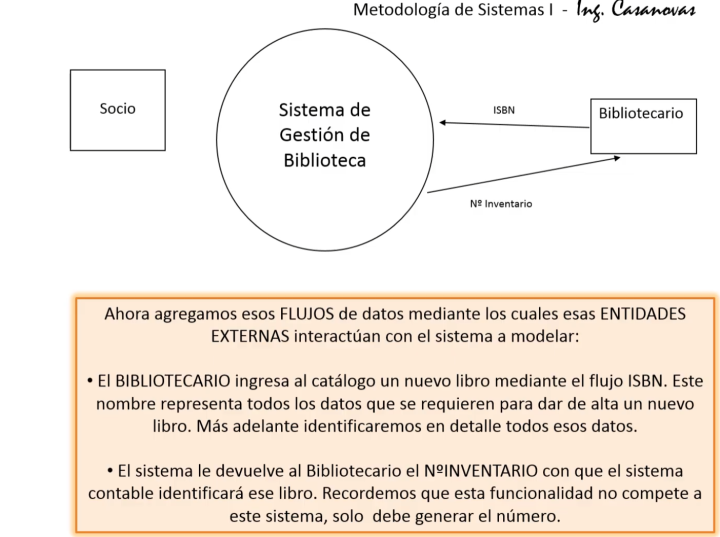 Metodología de Sistemas I - Ing. Casanovas
Socio
Sistema de
Gestión de
Biblioteca
ISBN
Bibliotecario
Nº Inventario
Ahora agregamos esos FLUJOS de datos mediante los cuales esas ENTIDADES
EXTERNAS interactúan con el sistema a modelar:
• El BIBLIOTECARIO ingresa al catálogo un nuevo libro mediante el flujo ISBN. Este
nombre representa todos los datos que se requieren para dar de alta un nuevo
libro. Más adelante identificaremos en detalle todos esos datos.
• El sistema le devuelve al Bibliotecario el NºINVENTARIO con que el sistema
contable identificará ese libro. Recordemos que esta funcionalidad no compete a
este sistema, solo debe generar el número.